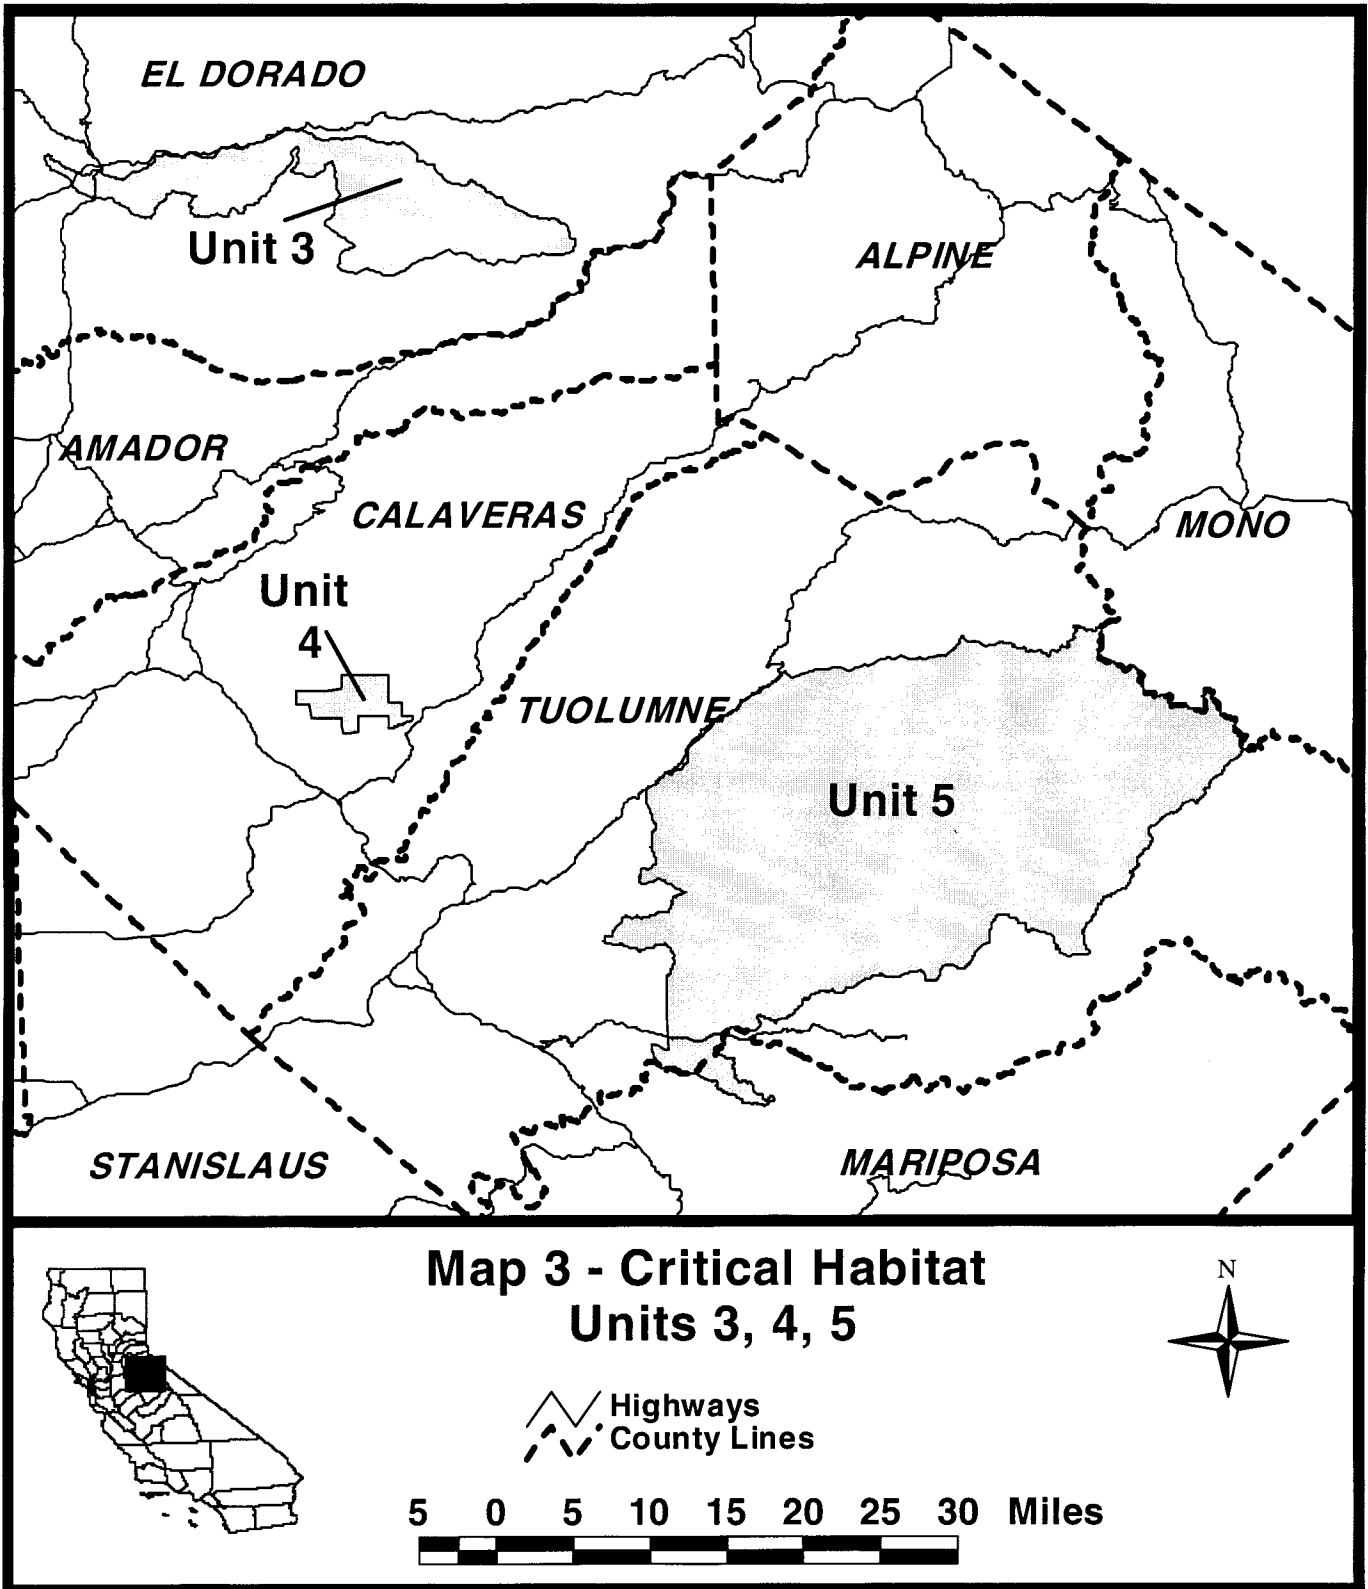 EL DORADO
Unit 3
ALPINE
AMADOR
CALAVERAS
MONO
Unit
4
TUOLUMNE
Unit 5
STANISLAUS
MARIPOSA
Map 3 - Critical Habitat
Units 3, 4, 5
N
Highways
County Lines
5 0 5 10 15 20 25 30 Miles